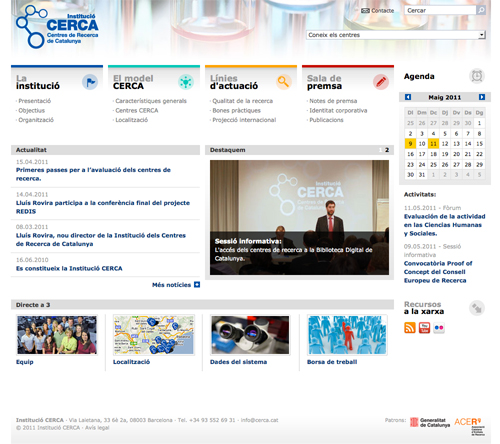 Institució
CERCA
Centres de Recerca
de Catalunya
Contacte
Cercar
Coneix els centres
La
institució
· Presentació
· Objectius
· Organització
El model
CERCA
· Característiques generals
· Centres CERCA
· Localització
Línies
d'actuació
· Qualitat de la recerca
· Bones pràctiques
· Projecció internacional
Sala de
premsa
· Notes de premsa
· Identitat corporativa
· Publicacions
Agenda
Maig 2011
Dl Dm Dc Dj Dv Ds Dg
25 26 27 28 29 30 1
2 3 4 5 6 7 8
9 10 11 12 13 14 15
16 17 18 19 20 21 22
23 24 25 26 27 28 29
30 31 1 2 3 4 5
Activitats:
11.05.2011 - Fòrum
Evaluación de la actividad
en las Ciencias Humanas
y Sociales.
09.05.2011 - Sessió
informativa
Convocatòria Proof of
Concept del Consell
Europeu de Recerca
Recursos
a la xarxa
You
Tube
Actualitat
15.04.2011
Primeres passes per a l'avaluació dels centres de
recerca.
14.04.2011
Lluís Rovira participa a la conferència final del projecte
REDIS
08.03.2011
Lluís Rovira, nou director de la Institució dels Centres
de Recerca de Catalunya
16.06.2010
Es constitueix la Institució CERCA
Més notícies
Destaquem
2
Institució
CERCA
Sessió informativa:
L'accés dels centres de recerca a la Biblioteca Digital de
Catalunya.
Directe a 3
Equip
Localització
Dades del sistema
Borsa de treball
Institució CERCA · Via Laietana, 33 6è 2a, 08003 Barcelona · Tel. +34 93 552 69 31 · info@cerca.cat
© 2011 Institució CERCA · Avís legal
Patrons:
Generalitat
de Catalunya
ACER